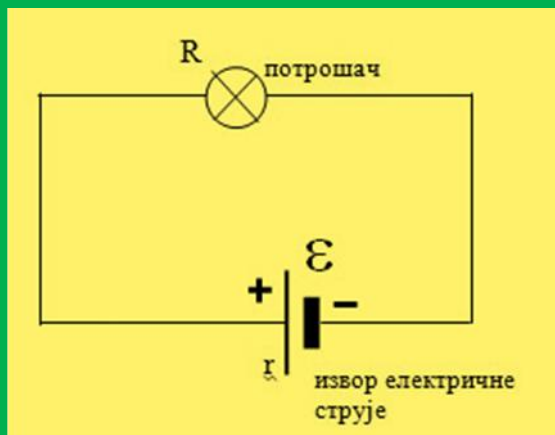 R
потрошач
ε
+ −
r
извор електричне
струје